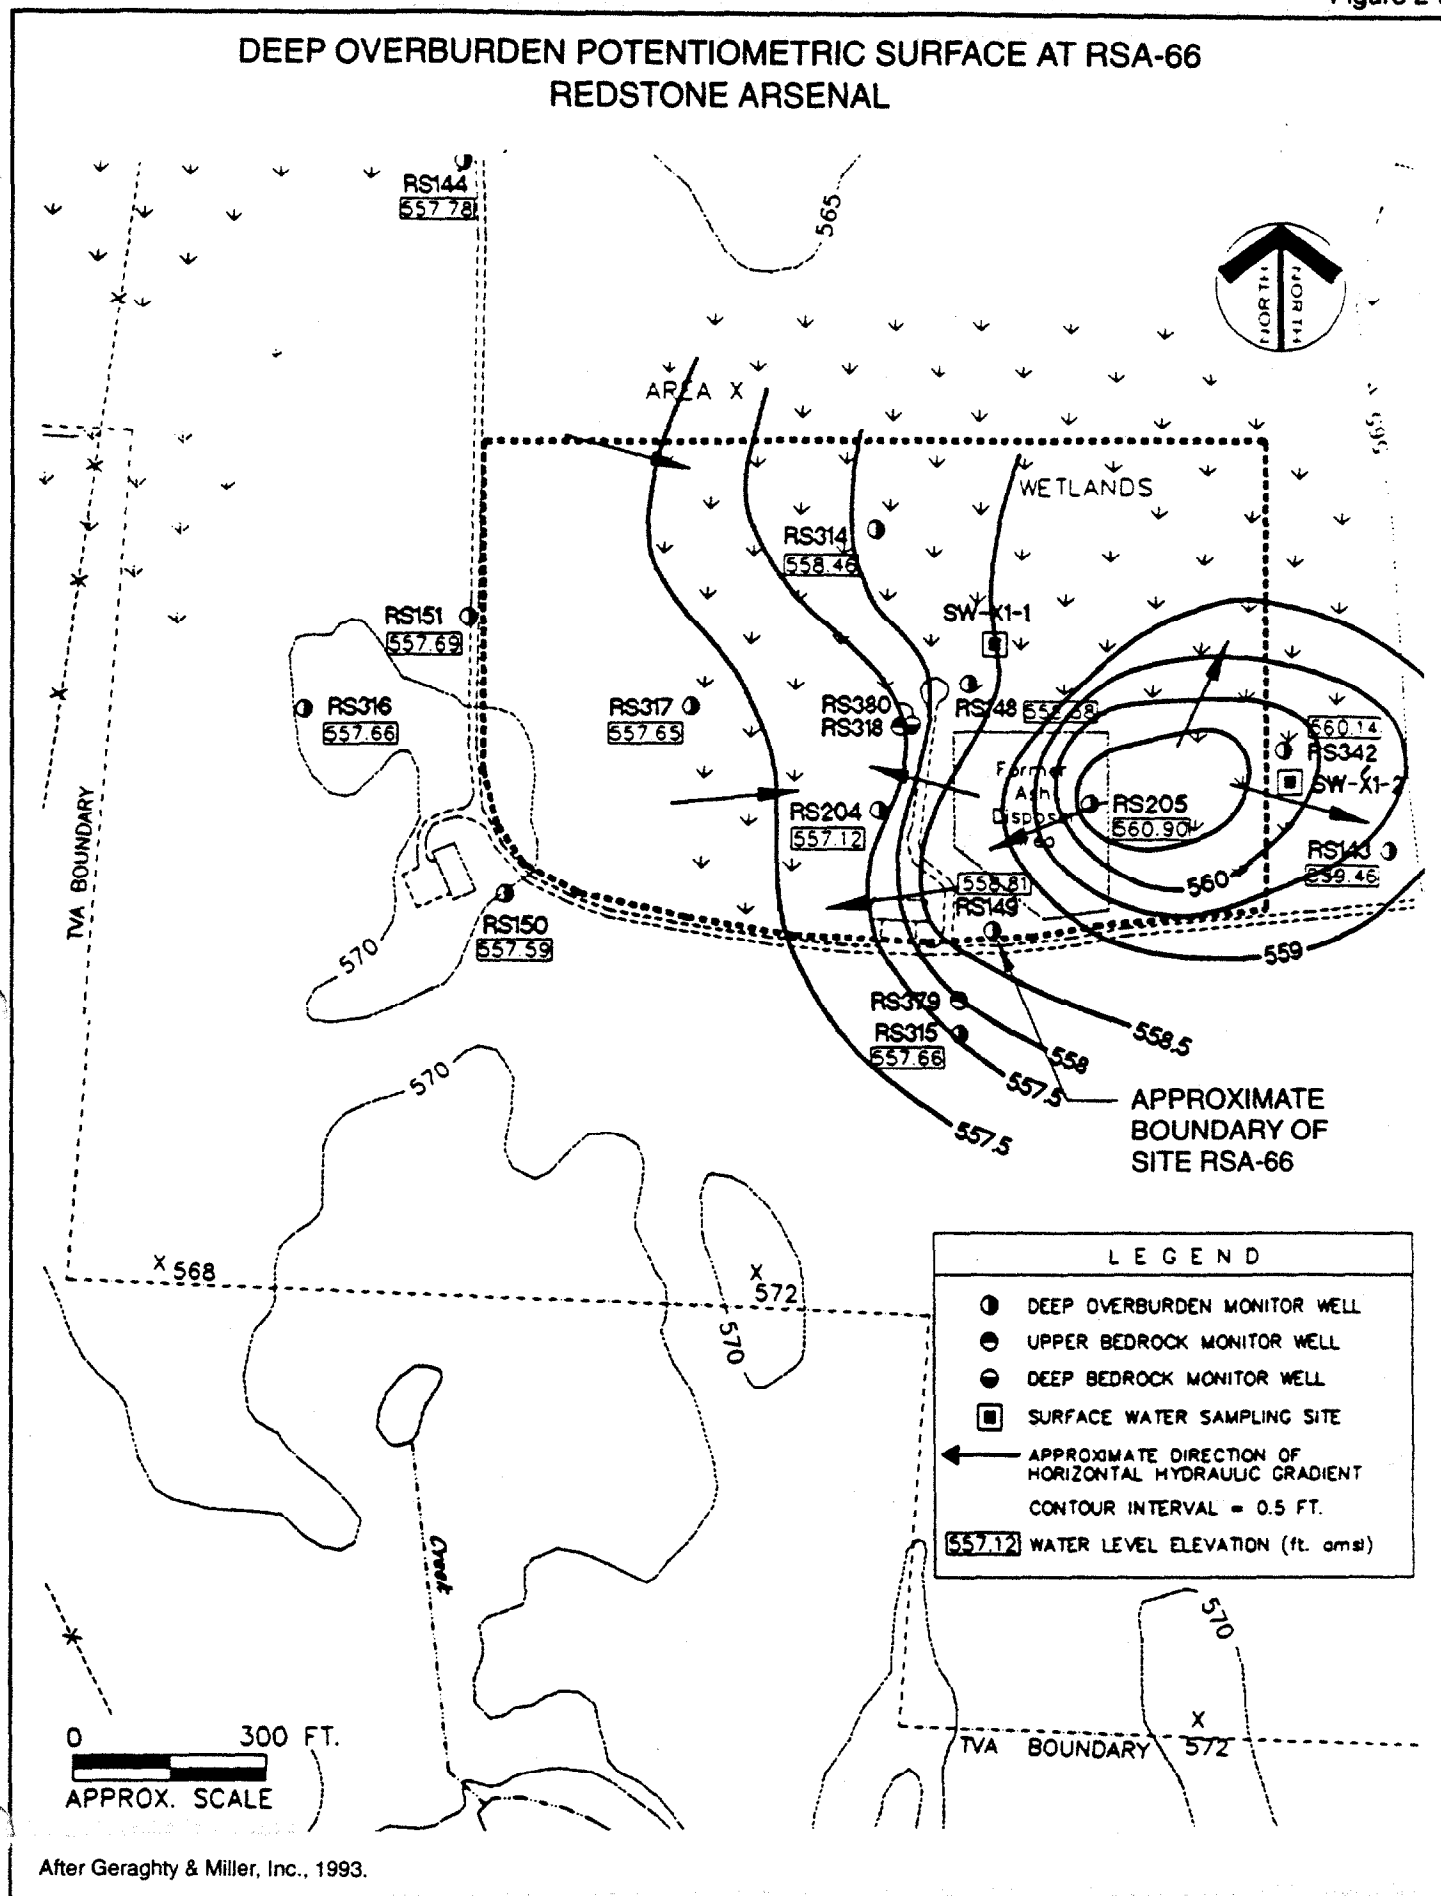 DEEP OVERBURDEN POTENTIOMETRIC SURFACE AT RSA-66
REDSTONE ARSENAL
RS144
557.78
565
NORTH
NORTH
AREA X
WETLANDS
RS314
558.46
SW-X1-1
RS151
557.69
RS316
557.66
RS317
557.65
RS380
RS318
RS148
560.14
RS342
SW-X1-2
Former
Ash
RS204
557.12
RS205
560.90
RS143
559.46
560
558.81
RS149
TVA BOUNDARY
RS150
557.59
570
559
RS379
RS315
557.66
558.5
558
557.5
557.5
570
APPROXIMATE
BOUNDARY OF
SITE RSA-66
X 568
X
572
570
LEGEND
DEEP OVERBURDEN MONITOR WELL
UPPER BEDROCK MONITOR WELL
DEEP BEDROCK MONITOR WELL
SURFACE WATER SAMPLING SITE
APPROXIMATE DIRECTION OF
HORIZONTAL HYDRAULIC GRADIENT
CONTOUR INTERVAL = 0.5 FT.
557.12 WATER LEVEL ELEVATION (ft. amsl)
Creek
570
X
572
TVA BOUNDARY
0 300 FT.
APPROX. SCALE
After Geraghty & Miller, Inc., 1993.